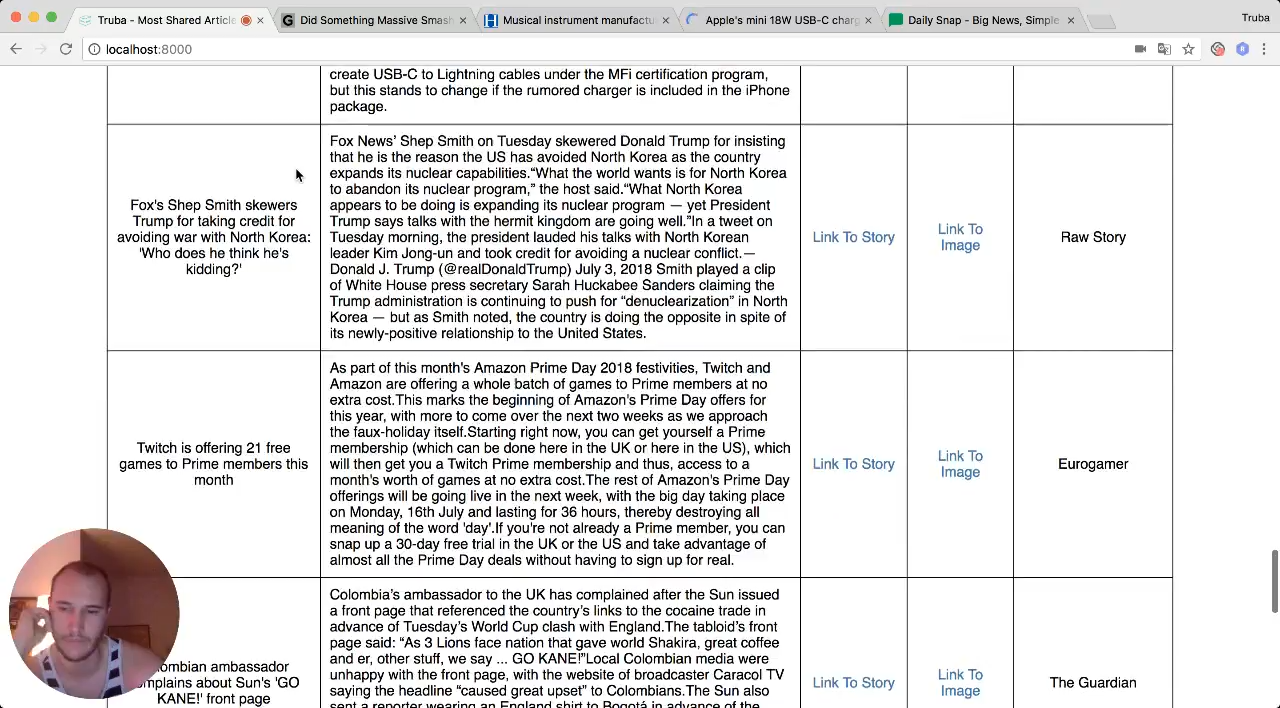 Truba - Most Shared Article
Did Something Massive Smash
Musical instrument manufactu
Apple's mini 18W USB-C charg
Daily Snap - Big News, Simple
Truba
localhost:8000
create USB-C to Lightning cables under the MFi certification program,
but this stands to change if the rumored charger is included in the iPhone
package.
Fox's Shep Smith skewers
Trump for taking credit for
avoiding war with North Korea:
'Who does he think he's
kidding?'
Fox News’ Shep Smith on Tuesday skewered Donald Trump for insisting
that he is the reason the US has avoided North Korea as the country
expands its nuclear capabilities.“What the world wants is for North Korea
to abandon its nuclear program,” the host said.“What North Korea
appears to be doing is expanding its nuclear program — yet President
Trump says talks with the hermit kingdom are going well.”In a tweet on
Tuesday morning, the president lauded his talks with North Korean
leader Kim Jong-un and took credit for avoiding a nuclear conflict.—
Donald J. Trump (@realDonaldTrump) July 3, 2018 Smith played a clip
of White House press secretary Sarah Huckabee Sanders claiming the
Trump administration is continuing to push for “denuclearization” in North
Korea — but as Smith noted, the country is doing the opposite in spite of
its newly-positive relationship to the United States.
Link To Story
Link To
Image
Raw Story
Twitch is offering 21 free
games to Prime members this
month
As part of this month's Amazon Prime Day 2018 festivities, Twitch and
Amazon are offering a whole batch of games to Prime members at no
extra cost.This marks the beginning of Amazon's Prime Day offers for
this year, with more to come over the next two weeks as we approach
the faux-holiday itself.Starting right now, you can get yourself a Prime
membership (which can be done here in the UK or here in the US), which
will then get you a Twitch Prime membership and thus, access to a
month's worth of games at no extra cost.The rest of Amazon's Prime Day
offerings will be going live in the next week, with the big day taking place
on Monday, 16th July and lasting for 36 hours, thereby destroying all
meaning of the word 'day'.If you're not already a Prime member, you can
snap up a 30-day free trial in the UK or the US and take advantage of
almost all the Prime Day deals without having to sign up for real.
Link To Story
Link To
Image
Eurogamer
ombian ambassador
mplains about Sun's 'GO
KANE!' front page
Colombia’s ambassador to the UK has complained after the Sun issued
a front page that referenced the country’s links to the cocaine trade in
advance of Tuesday’s World Cup clash with England.The tabloid’s front
page said: “As 3 Lions face nation that gave world Shakira, great coffee
and er, other stuff, we say ... GO KANE!”Local Colombian media were
unhappy with the front page, with the website of broadcaster Caracol TV
saying the headline “caused great upset” to Colombians.The Sun also
sent a reporter wearing an England shirt to Bogotá in advance of the
Link To Story
Link To
Image
The Guardian